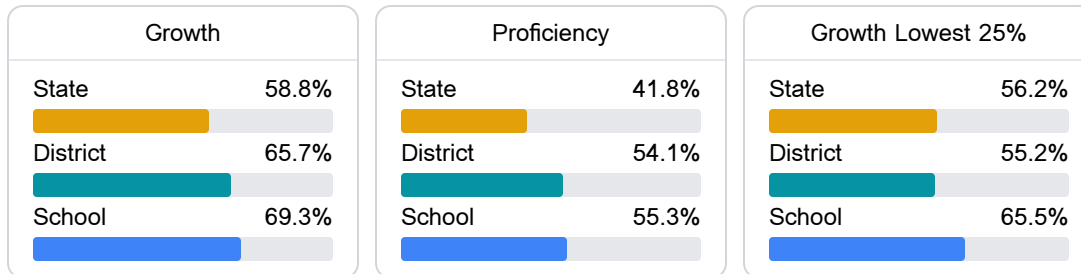 Growth
State 58.8%
District 65.7%
School 69.3%
Proficiency
State 41.8%
District 54.1%
School 55.3%
Growth Lowest 25%
State 56.2%
District 55.2%
School 65.5%